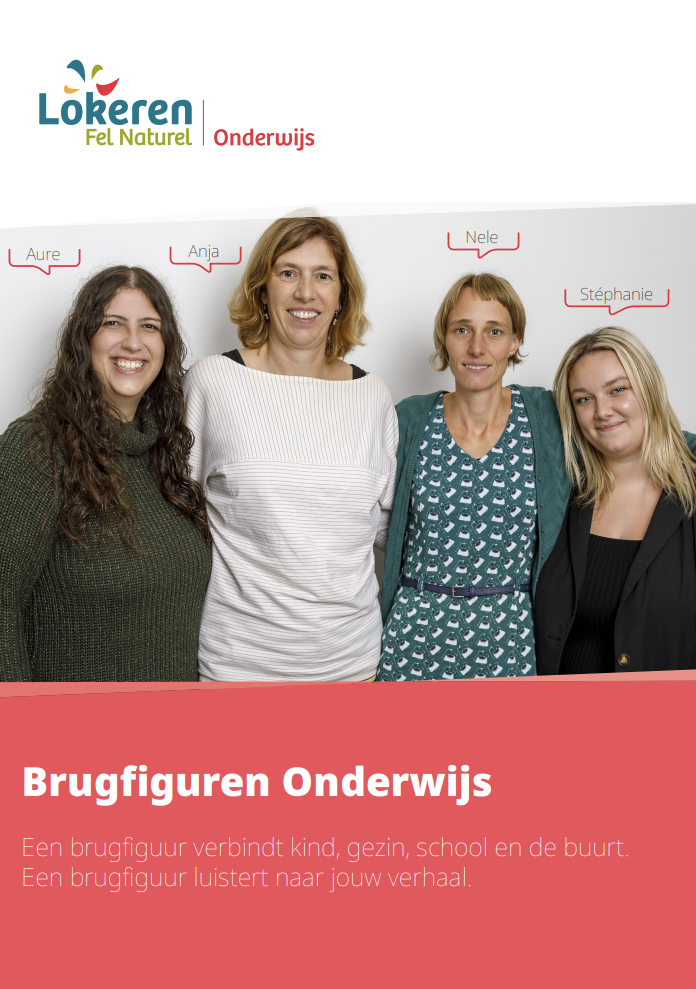 Lokeren
Fel Naturel
Onderwijs
Aure
Anja
Nele
Stéphanie
Brugfiguren Onderwijs
Een brugfiguur verbindt kind, gezin, school en de buurt.
Een brugfiguur luistert naar jouw verhaal.